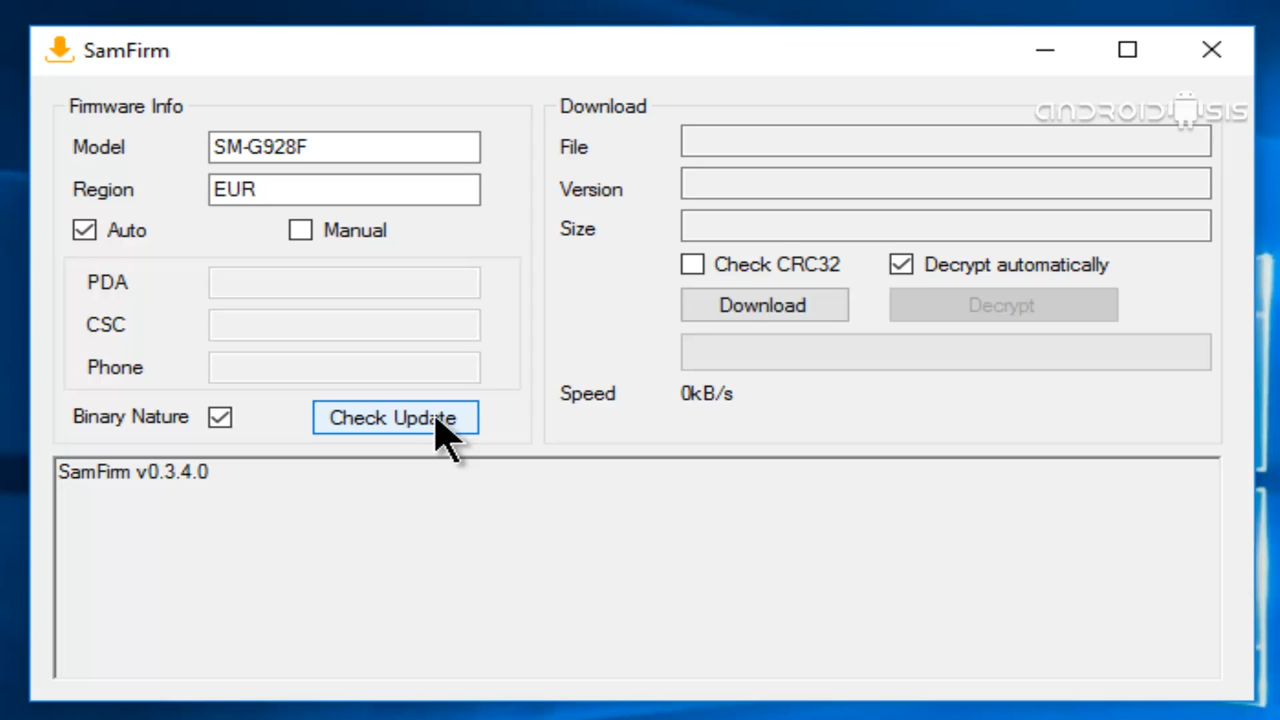 SamFirm
ANDROIDSIS
Firmware Info
Model SM-G928F
Region EUR
Auto Manual
PDA
CSC
Phone
Binary Nature Check Update
Download
File
Version
Size
Check CRC32 Decrypt automatically
Download Decrypt
Speed 0kB/s
SamFirm v0.3.4.0